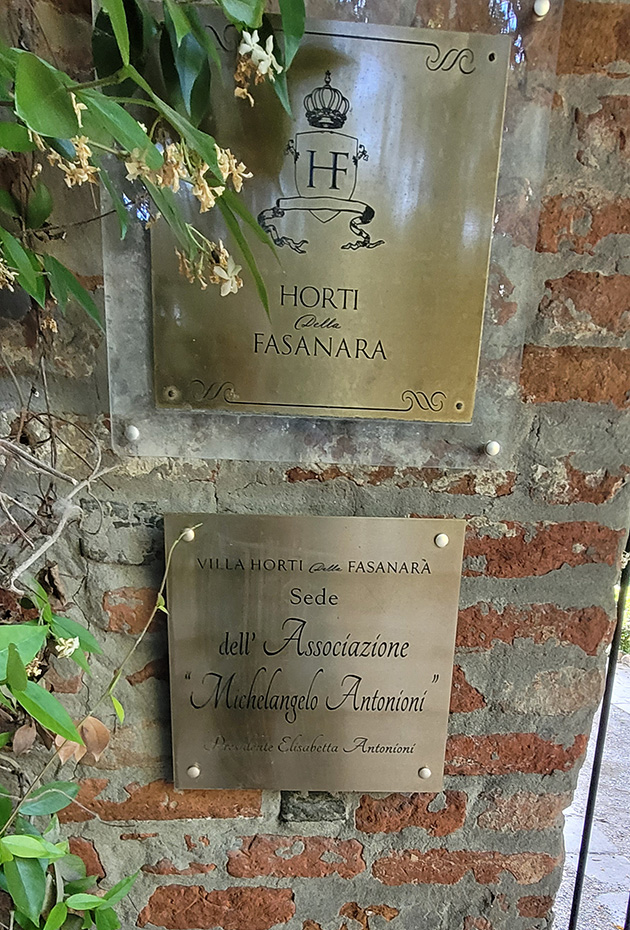 HF
HORTI
della
FASANARA
VILLA HORTI della FASANARÀ
Sede
dell' Associazione
"Michelangelo Antonioni"
Presidente Elisabetta Antonioni